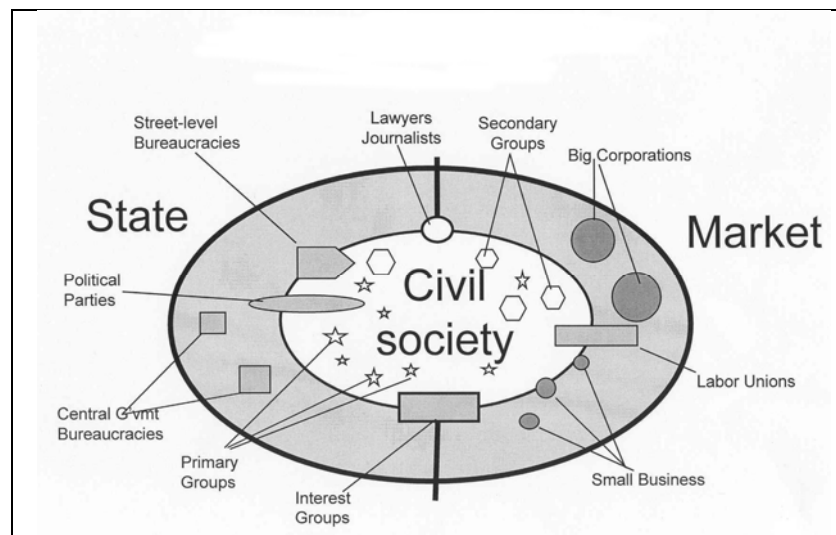 Street-level
Bureaucracies
Lawyers
Journalists
Secondary
Groups
Big Corporations
State
Market
Political
Parties
Civil
society
Labor Unions
Central Gvmt
Bureaucracies
Primary
Groups
Interest
Groups
Small Business